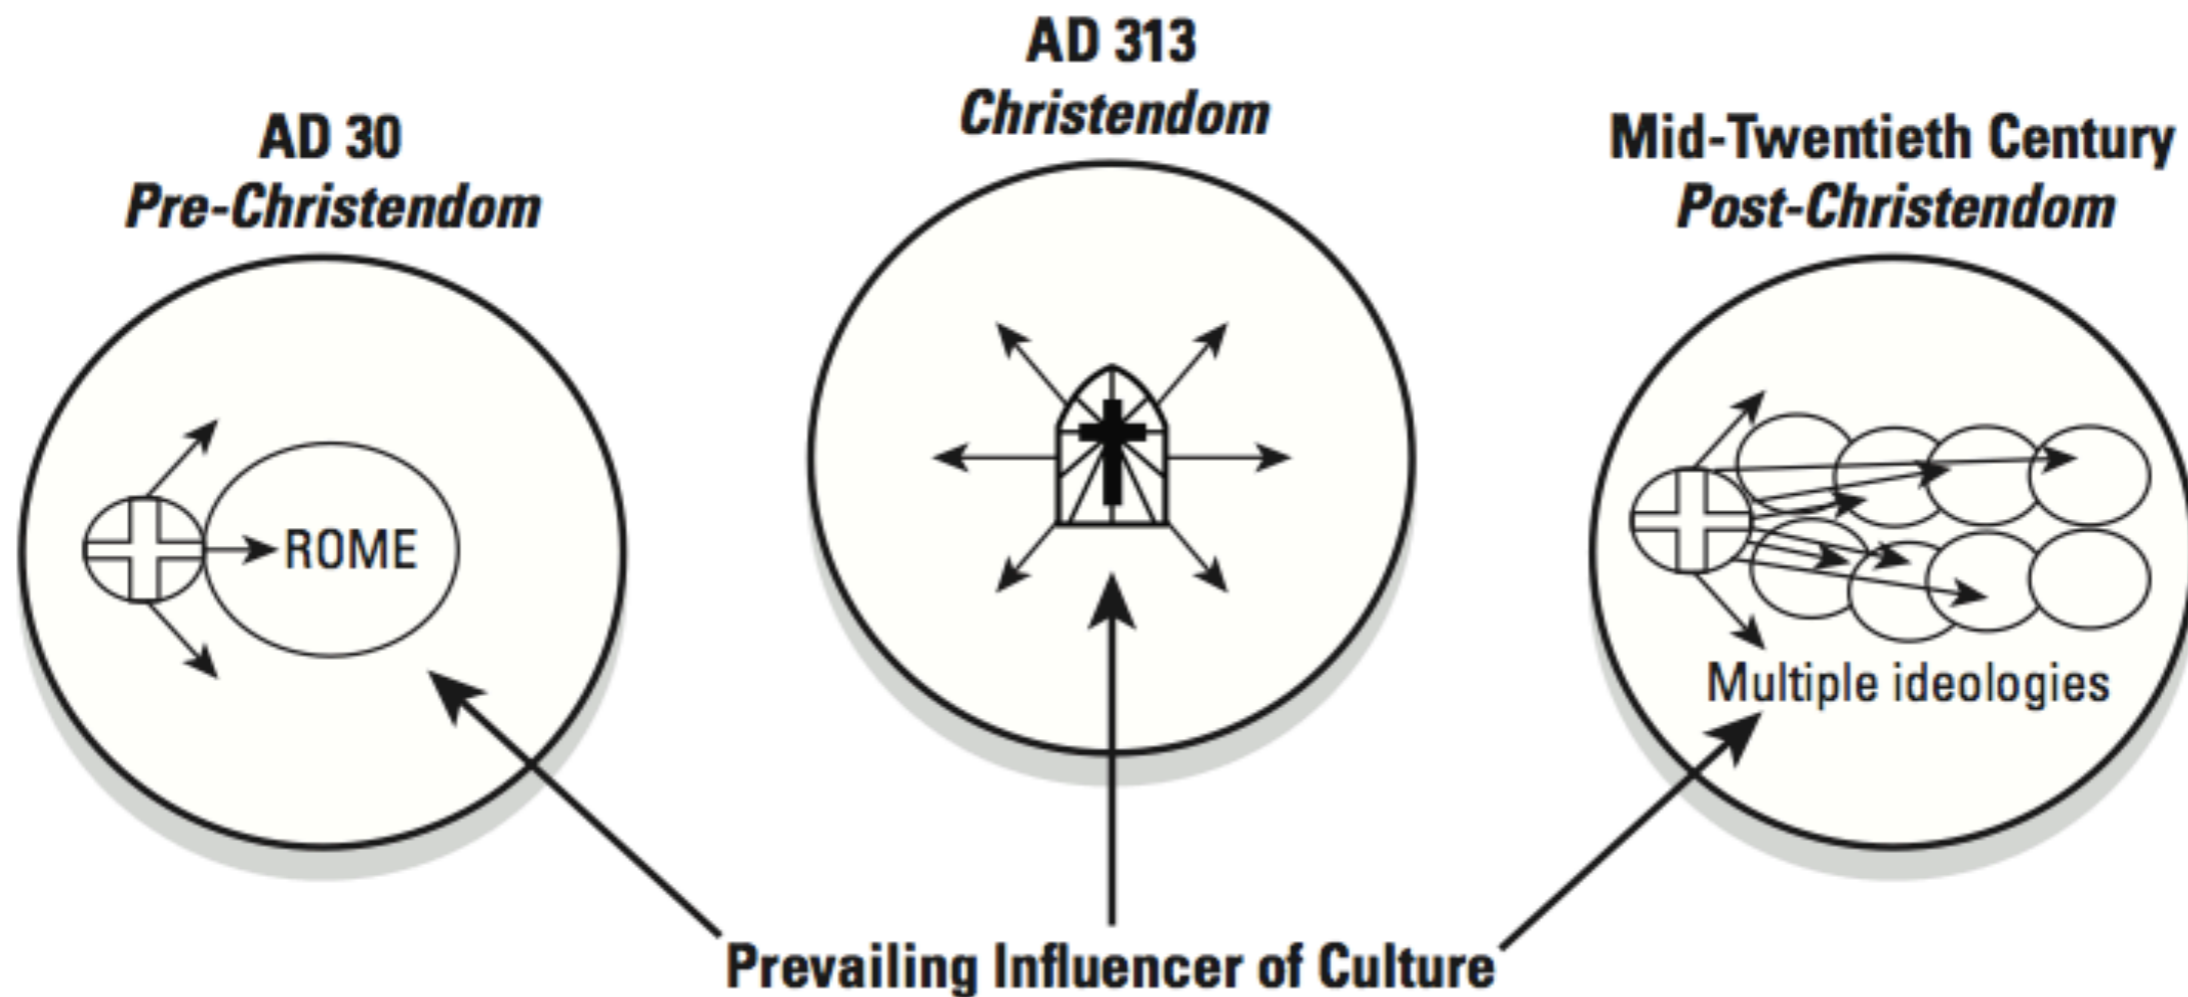 AD 30
Pre-Christendom
ROME
AD 313
Christendom
Mid-Twentieth Century
Post-Christendom
Multiple ideologies
Prevailing Influencer of Culture